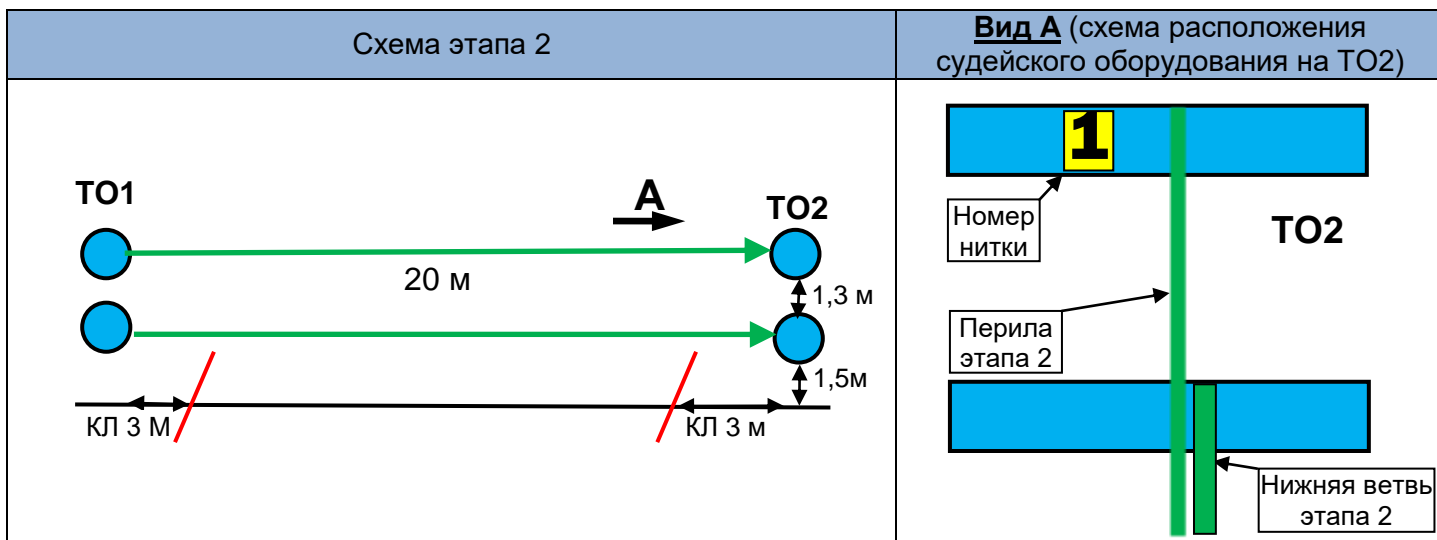 Схема этапа 2
Вид А (схема расположения
судейского оборудования на ТО2)
ТО1
А
ТО2
20 м
1,3 м
1,5м
КЛ 3 М
КЛ 3 м
1
Номер
нитки
ТО2
Перила
этапа 2
Нижняя ветвь
этапа 2